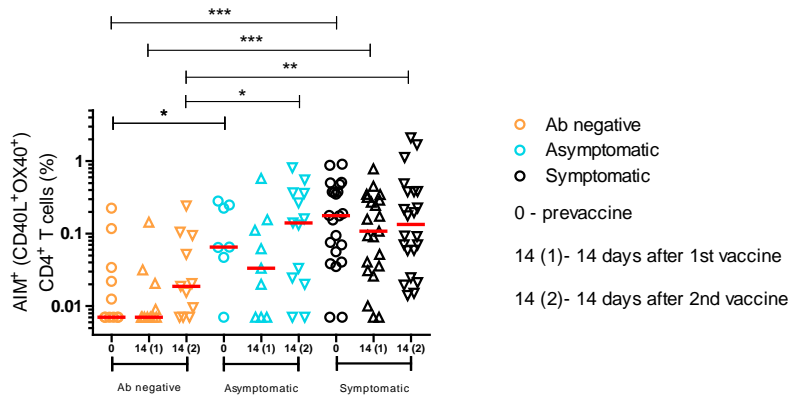 ***
***
**
*
*
AIM⁺ (CD40L⁺OX40⁺)
CD4⁺ T cells (%)
1
0.1
0.01
0 14 (1) 14 (2) 0 14 (1) 14 (2) 0 14 (1) 14 (2)
Ab negative Asymptomatic Symptomatic
Ab negative
Asymptomatic
Symptomatic
0 - prevaccine
14 (1)- 14 days after 1st vaccine
14 (2)- 14 days after 2nd vaccine